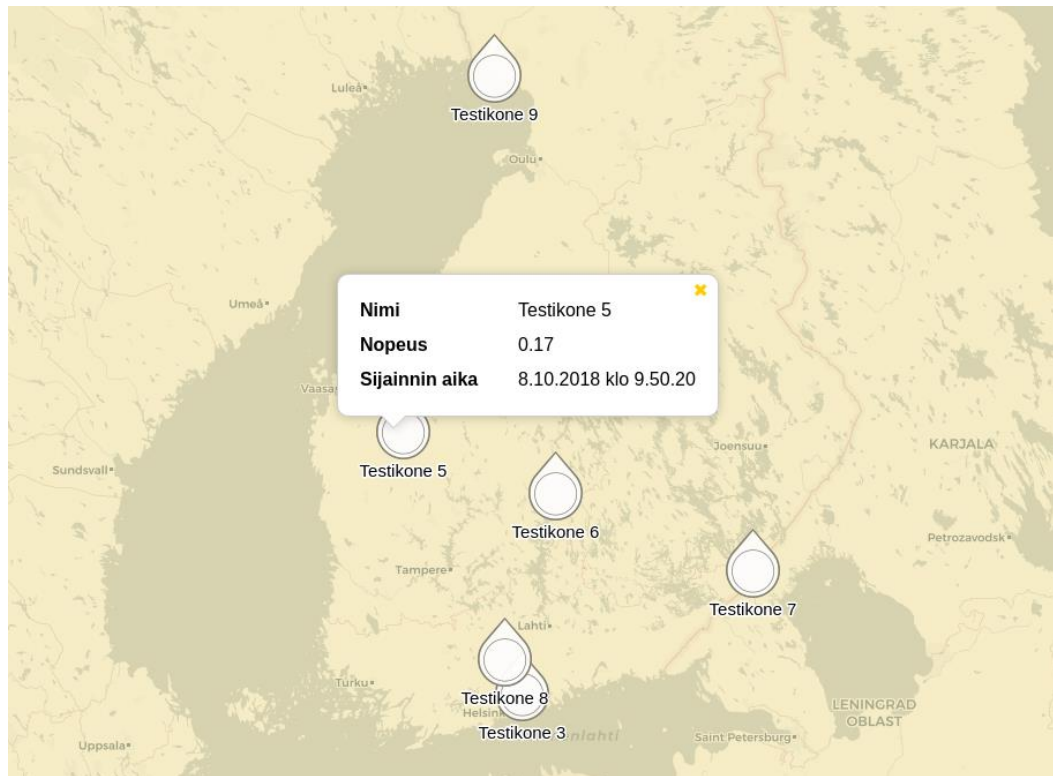 Luleå
Testikone 9
Oulu
Umeå
Nimi Testikone 5
Nopeus 0.17
Sijainnin aika 8.10.2018 klo 9.50.20
Vaasa
Testikone 5
Joensuu
KARJALA
Sundsvall
Testikone 6
Petrozavodsk
Tampere
Testikone 7
Lahti
Turku
Testikone 8
LENINGRAD
OBLAST
Testikone 3
Saint Petersburg
Uppsala